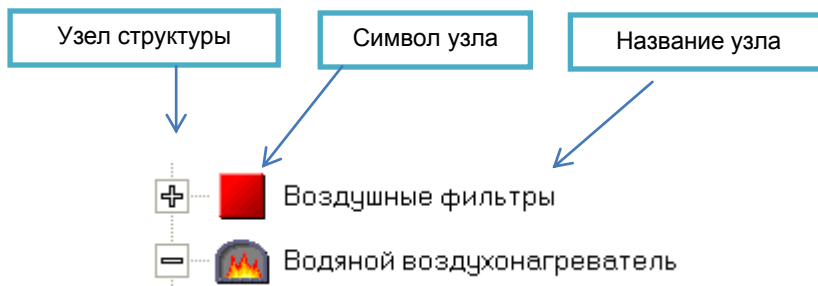 Узел структуры
Символ узла
Название узла
Воздушные фильтры
Водяной воздухонагреватель